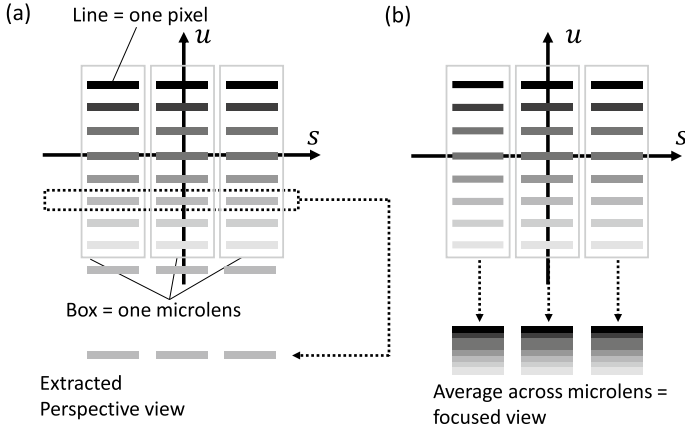 (a)
Line = one pixel
u
s
Box = one microlens
Extracted
Perspective view
(b)
u
s
Average across microlens =
focused view